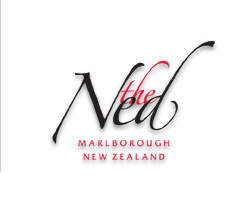 the
Ned
MARLBOROUGH
NEW ZEALAND